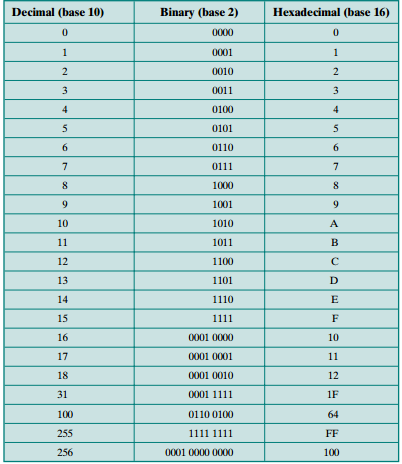 Decimal (base 10) Binary (base 2) Hexadecimal (base 16)
0 0000 0
1 0001 1
2 0010 2
3 0011 3
4 0100 4
5 0101 5
6 0110 6
7 0111 7
8 1000 8
9 1001 9
10 1010 A
11 1011 B
12 1100 C
13 1101 D
14 1110 E
15 1111 F
16 0001 0000 10
17 0001 0001 11
18 0001 0010 12
31 0001 1111 1F
100 0110 0100 64
255 1111 1111 FF
256 0001 0000 0000 100